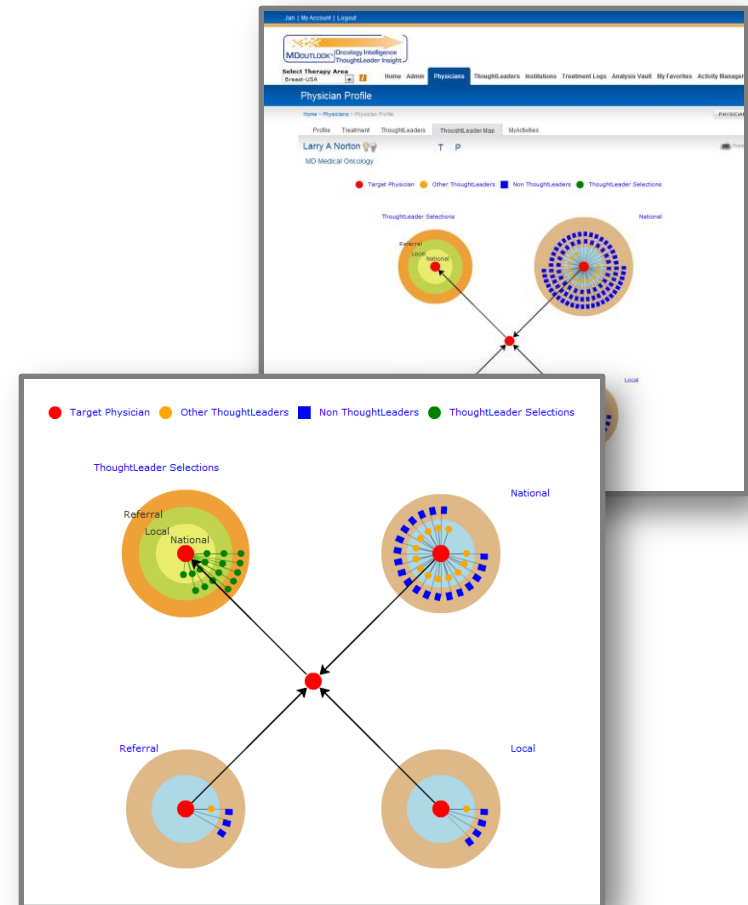 Jan | My Account | Logout
MDOUTLOOK® Oncology Intelligence
ThoughtLeader Insight
Select Therapy Area
Breast-USA
Home Admin Physicians ThoughtLeaders Institutions Treatment Logs Analysis Vault My Favorites Activity Manager
Physician Profile
Home > Physicians > Physician Profile
PHYSICIAN
Profile Treatment ThoughtLeaders ThoughtLeader Map MyActivities
Larry A Norton T P
MD Medical Oncology
Target Physician Other ThoughtLeaders Non ThoughtLeaders ThoughtLeader Selections
ThoughtLeader Selections
National
Referral
Local
National
Local
Target Physician Other ThoughtLeaders Non ThoughtLeaders ThoughtLeader Selections
ThoughtLeader Selections
National
Referral
Local
National
Referral
Local